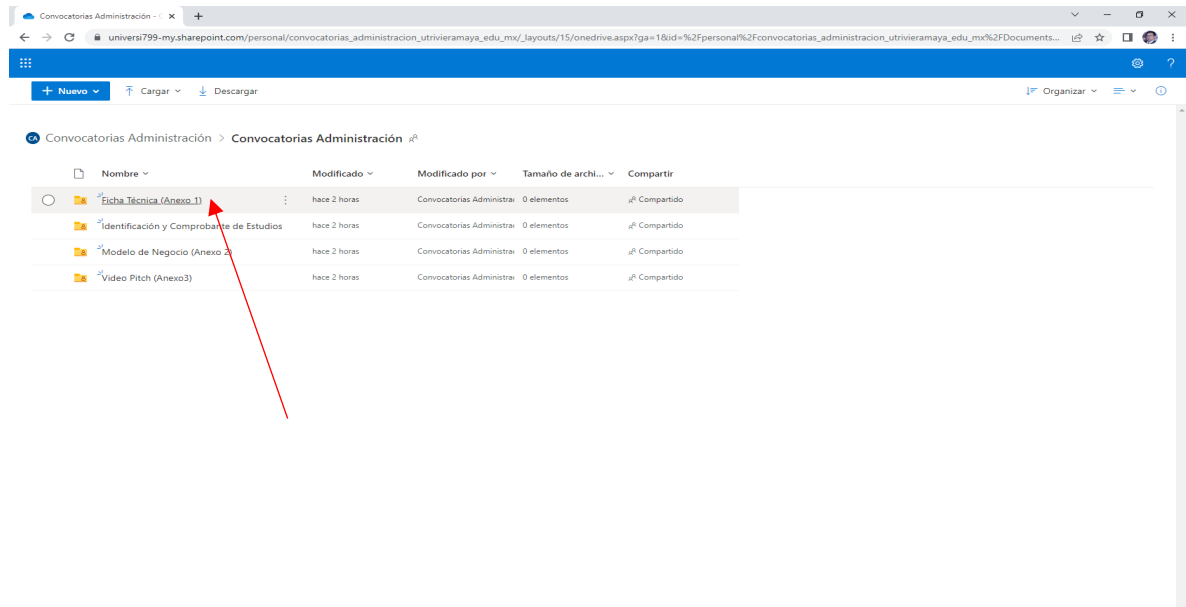 Convocatorias Administración - C
universi799-my.sharepoint.com/personal/convocatorias_administracion_utrivieramaya_edu_mx/_layouts/15/onedrive.aspx?ga=1&id=%2Fpersonal%2Fconvocatorias_administracion_utrivieramaya_edu_mx%2FDocuments...
+ Nuevo Cargar Descargar Organizar
CA Convocatorias Administración > Convocatorias Administración
Nombre Modificado Modificado por Tamaño de archi... Compartir
Ficha Técnica (Anexo 1) hace 2 horas Convocatorias Administra 0 elementos Compartido
Identificación y Comprobante de Estudios hace 2 horas Convocatorias Administra 0 elementos Compartido
Modelo de Negocio (Anexo 2) hace 2 horas Convocatorias Administra 0 elementos Compartido
Video Pitch (Anexo3) hace 2 horas Convocatorias Administra 0 elementos Compartido